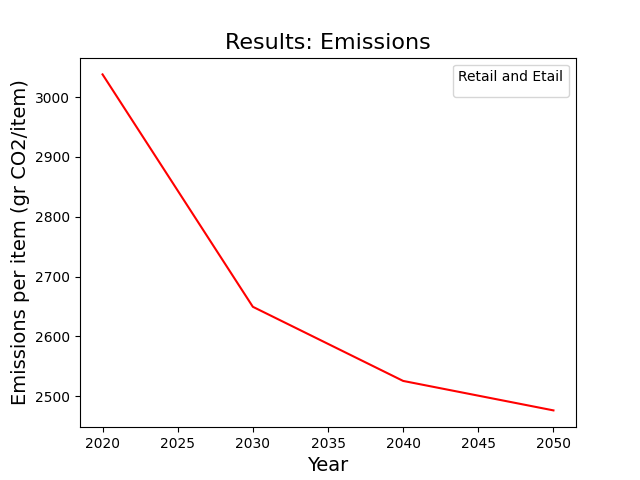 Results: Emissions
Retail and Etail
Emissions per item (gr CO2/item)
3000
2900
2800
2700
2600
2500
2020 2025 2030 2035 2040 2045 2050
Year